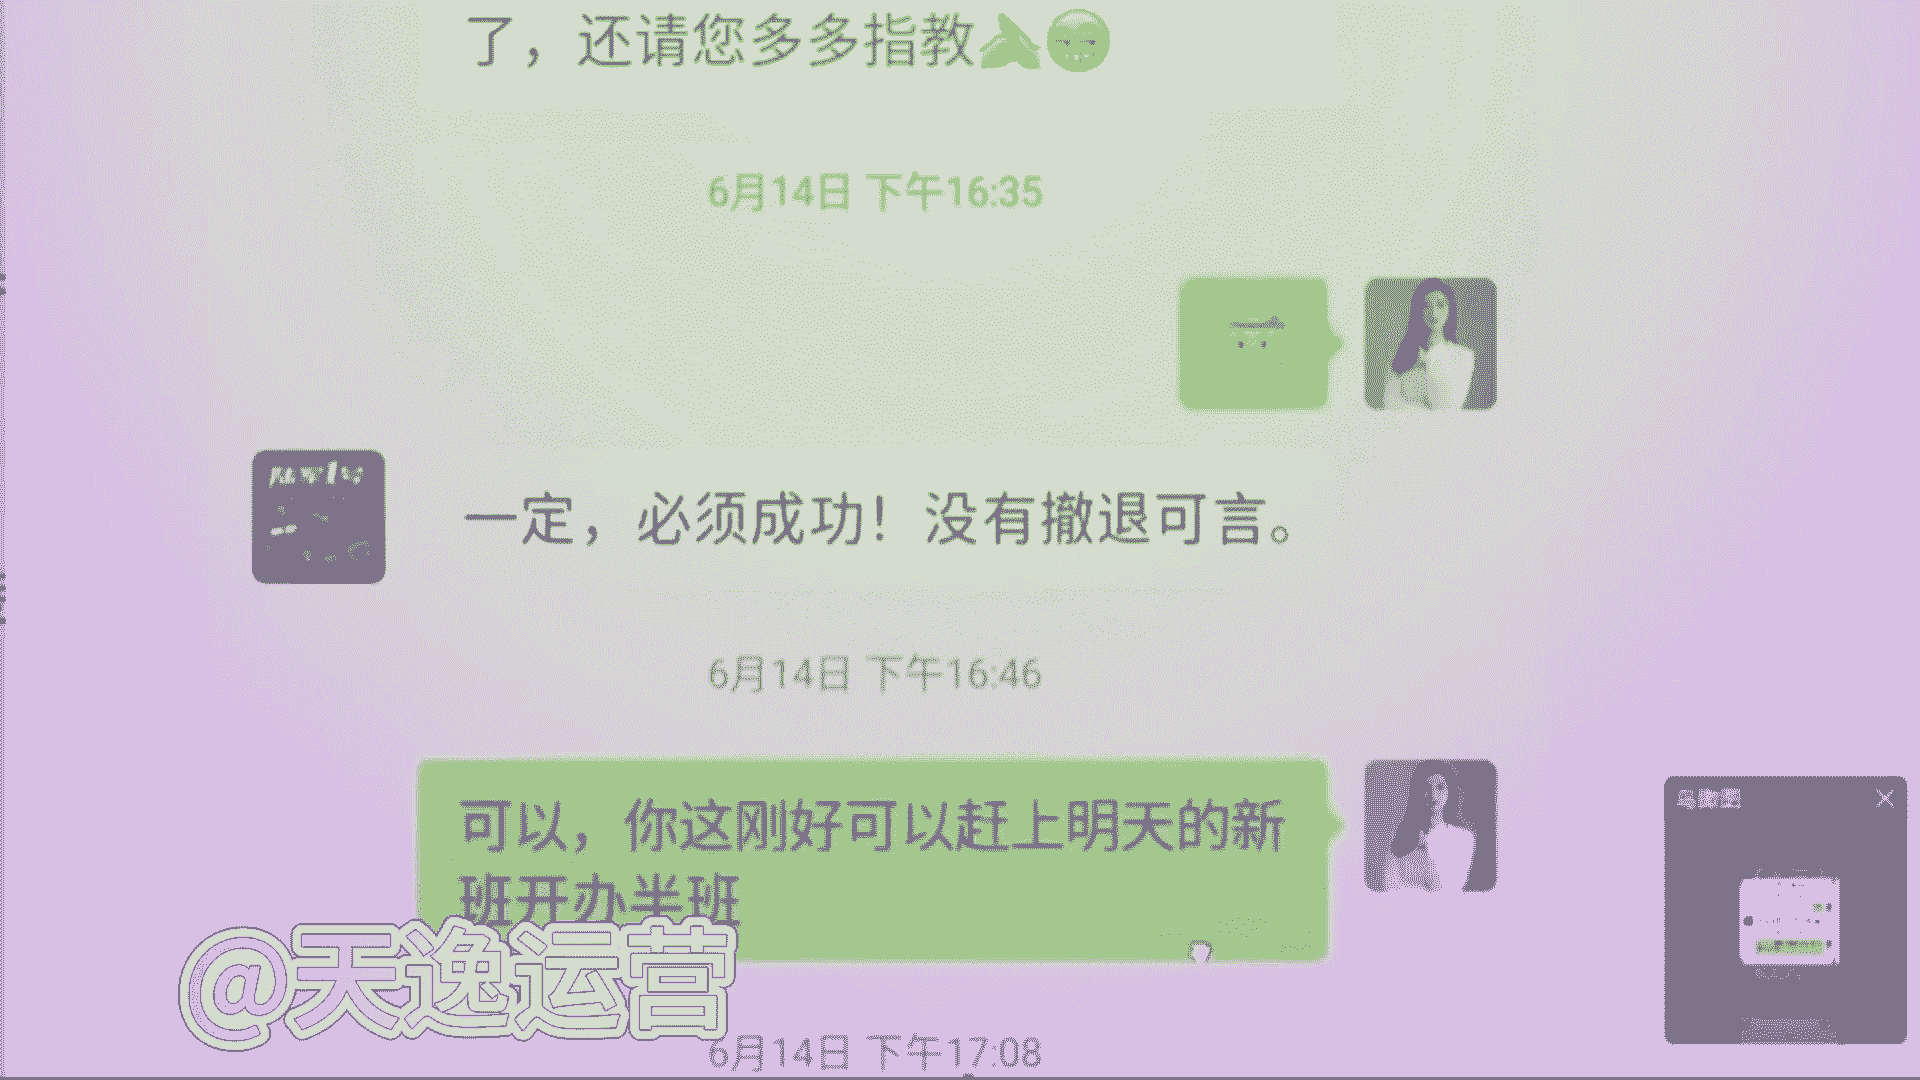 了，还请您多多指教
6月14日 下午16:35
一定，必须成功！没有撤退可言。
6月14日 下午16:46
可以，你这刚好可以赶上明天的新
班开办半班
@天逸运营
6月14日 下午17:08
鸟瞰图